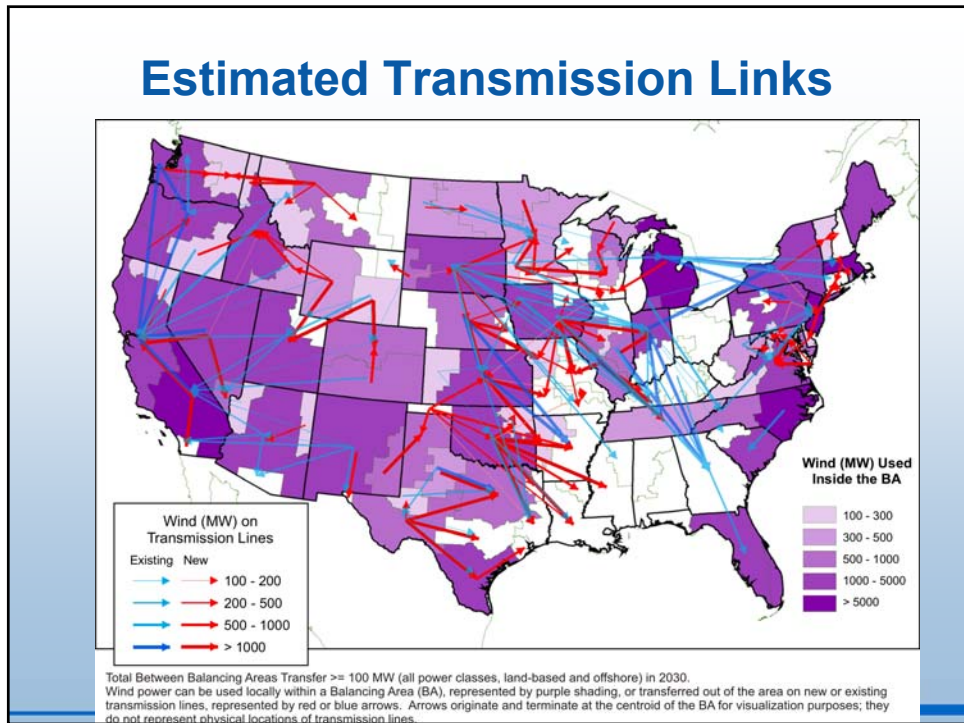 Estimated Transmission Links
Wind (MW) Used
Inside the BA
100 - 300
300 - 500
500 - 1000
1000 - 5000
> 5000
Wind (MW) on
Transmission Lines
Existing New
100 - 200
200 - 500
500 - 1000
> 1000
Total Between Balancing Areas Transfer >= 100 MW (all power classes, land-based and offshore) in 2030.
Wind power can be used locally within a Balancing Area (BA), represented by purple shading, or transferred out of the area on new or existing
transmission lines, represented by red or blue arrows. Arrows originate and terminate at the centroid of the BA for visualization purposes; they
do not represent physical locations of transmission lines.